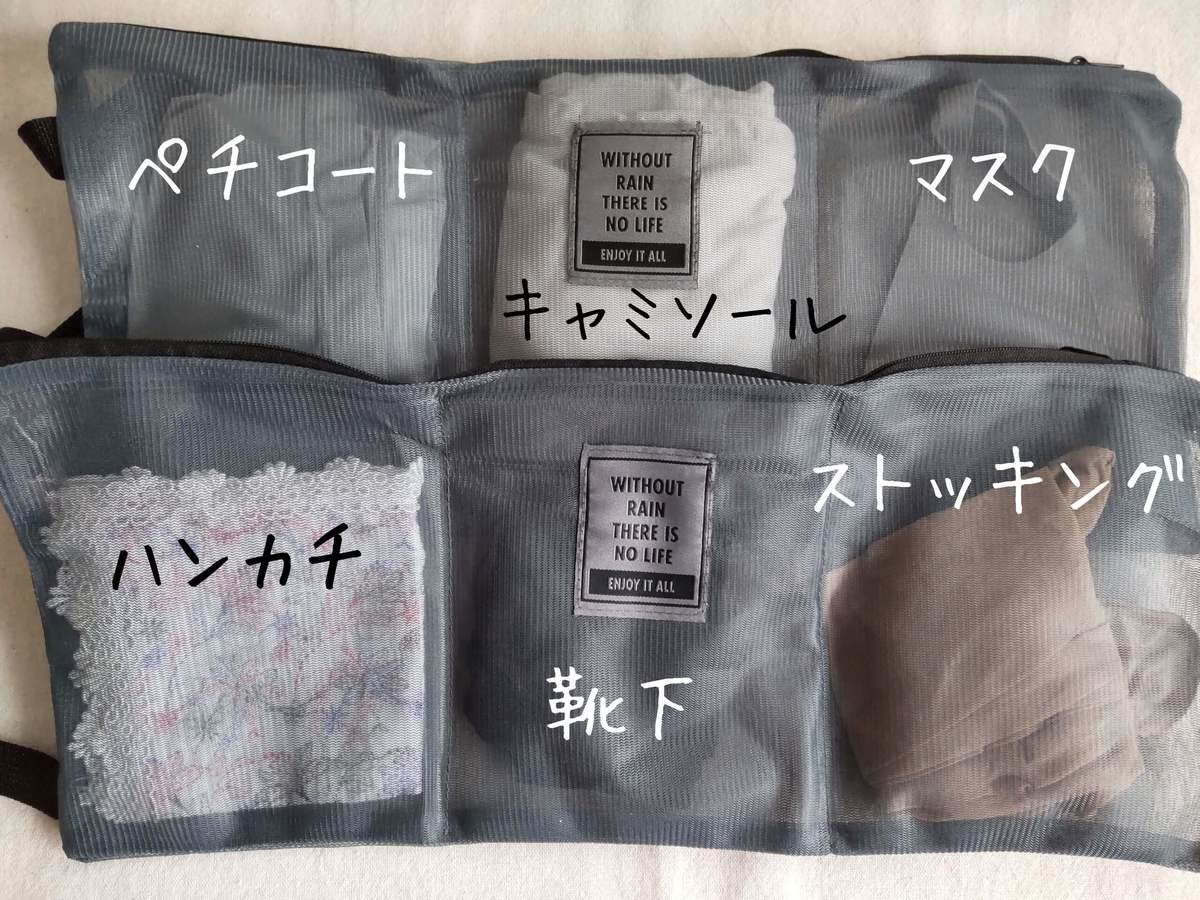 ペチコート
WITHOUT
RAIN
THERE IS
NO LIFE
ENJOY IT ALL
マスク
キャミソール
ハンカチ
WITHOUT
RAIN
THERE IS
NO LIFE
ENJOY IT ALL
靴下
ストッキング